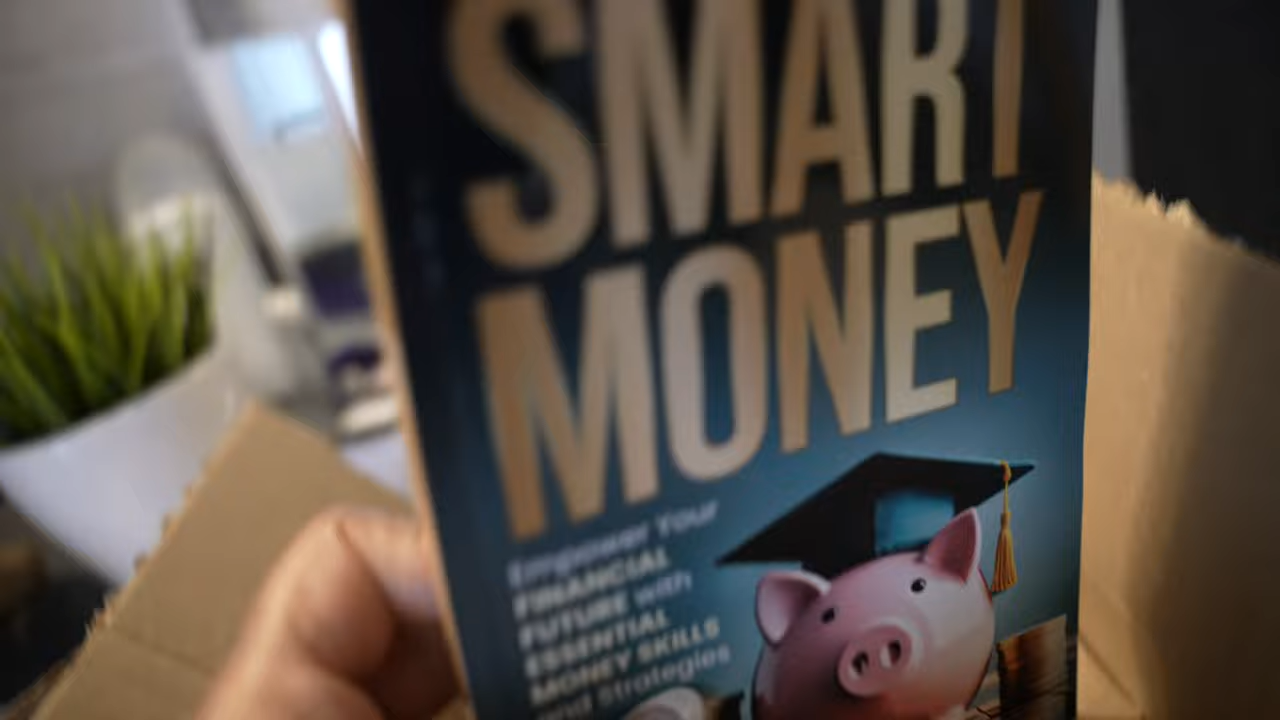 SMART
MONEY
Empower Your
FINANCIAL
FUTURE with
ESSENTIAL
MONEY SKILLS
and Strategies